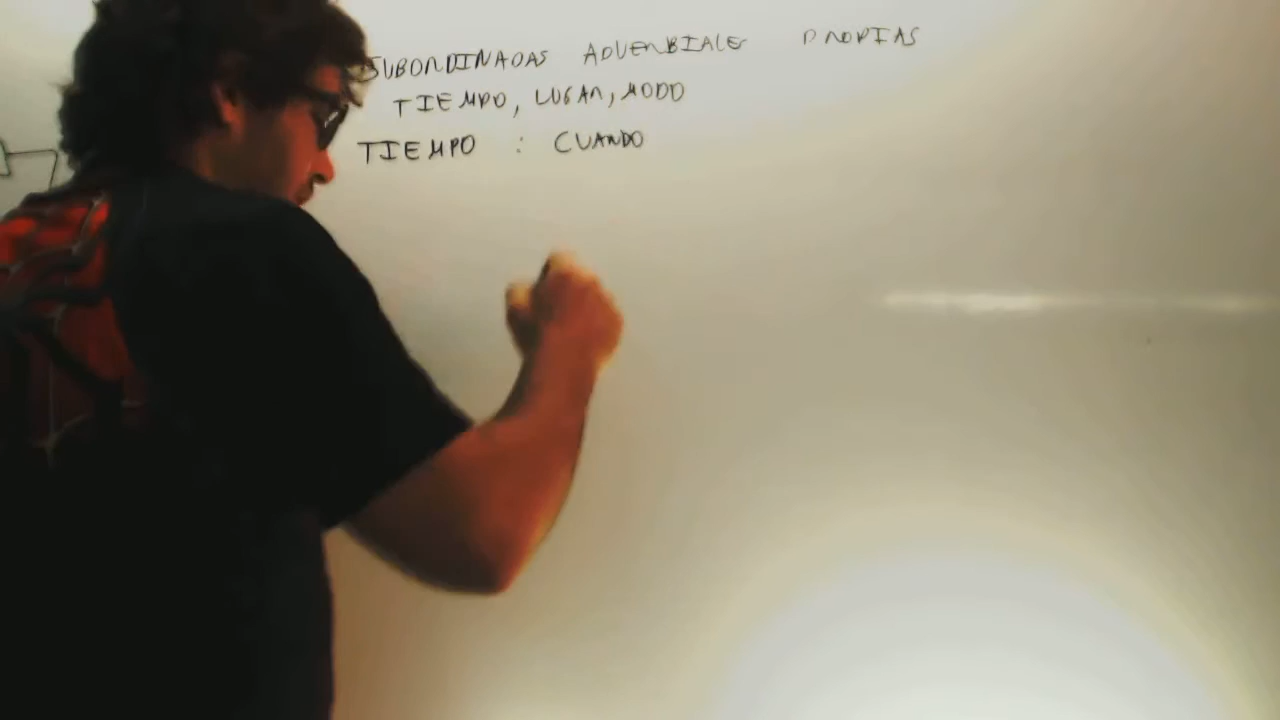 SUBORDINADAS ADVERBIALES PROPIAS
TIEMPO, LUGAR, MODO
TIEMPO : CUANDO